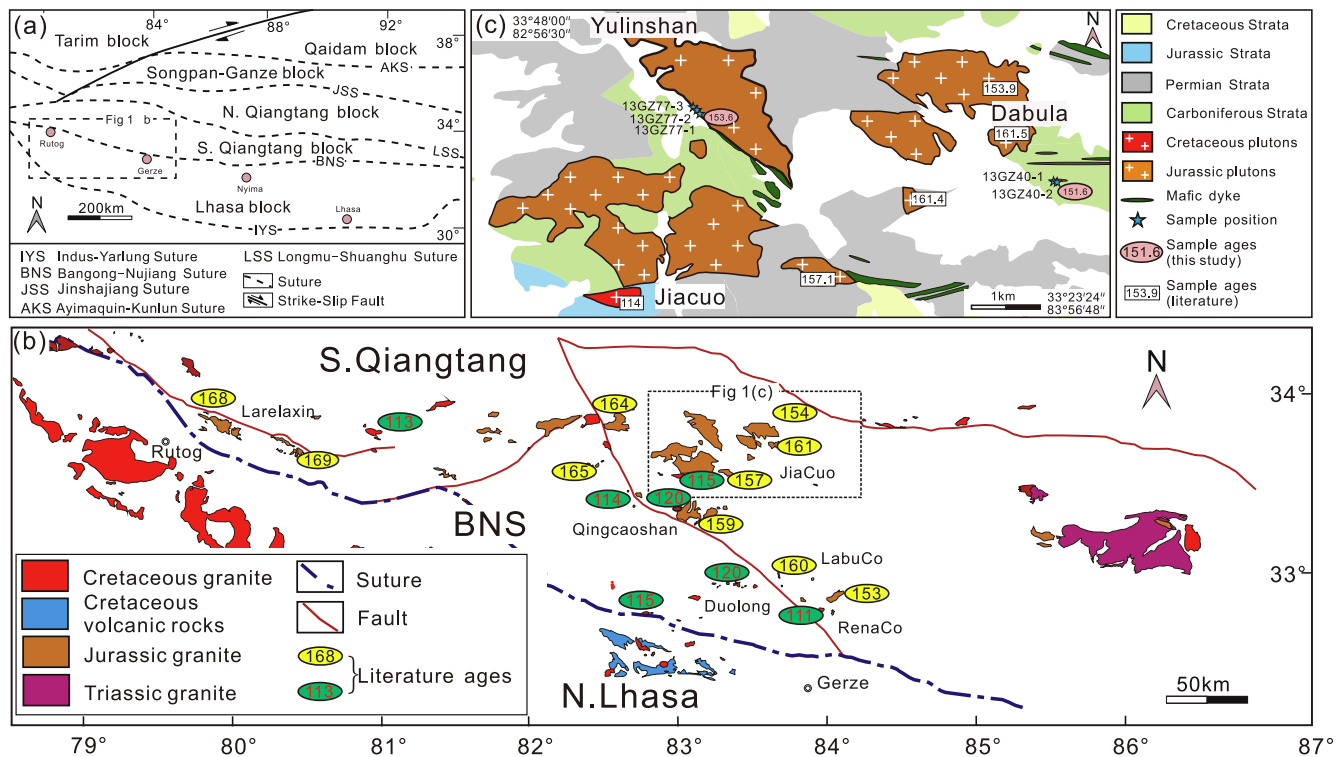 (a)
84°
88°
92°
38°
Tarim block
Qaidam block
AKS
Songpan-Ganze block
JSS
Fig 1 b
N. Qiangtang block
34°
Rutog
S. Qiangtang block
LSS
Gerze
BNS
Nyima
N
Lhasa block
Lhasa
200km
IYS
30°
IYS Indus-Yarlung Suture
LSS Longmu-Shuanghu Suture
BNS Bangong-Nujiang Suture
Suture
JSS Jinshajiang Suture
AKS Ayimaquin-Kunlun Suture
Strike-Slip Fault
(c)
33°48′00″
82°56′30″
Yulinshan
N
153.9
13GZ77-3
13GZ77-2
13GZ77-1
153.6
Dabula
161.5
13GZ40-1
13GZ40-2
151.6
161.4
157.1
Jiacuo
114
1km
33°23′24″
83°56′48″
Cretaceous Strata
Jurassic Strata
Permian Strata
Carboniferous Strata
Cretaceous plutons
Jurassic plutons
Mafic dyke
Sample position
151.6
Sample ages
(this study)
153.9
Sample ages
(literature)
(b)
S.Qiangtang
N
34°
168
Larelaxin
113
164
Fig 1(c)
154
Rutog
169
161
165
JiaCuo
115
157
114
120
BNS
Qingcaoshan
159
LabuCo
160
33°
120
Duolong
153
115
111
RenaCo
Gerze
N.Lhasa
50km
Cretaceous granite
Suture
Cretaceous
volcanic rocks
Fault
Jurassic granite
168
Literature ages
Triassic granite
113
79°
80°
81°
82°
83°
84°
85°
86°
87°